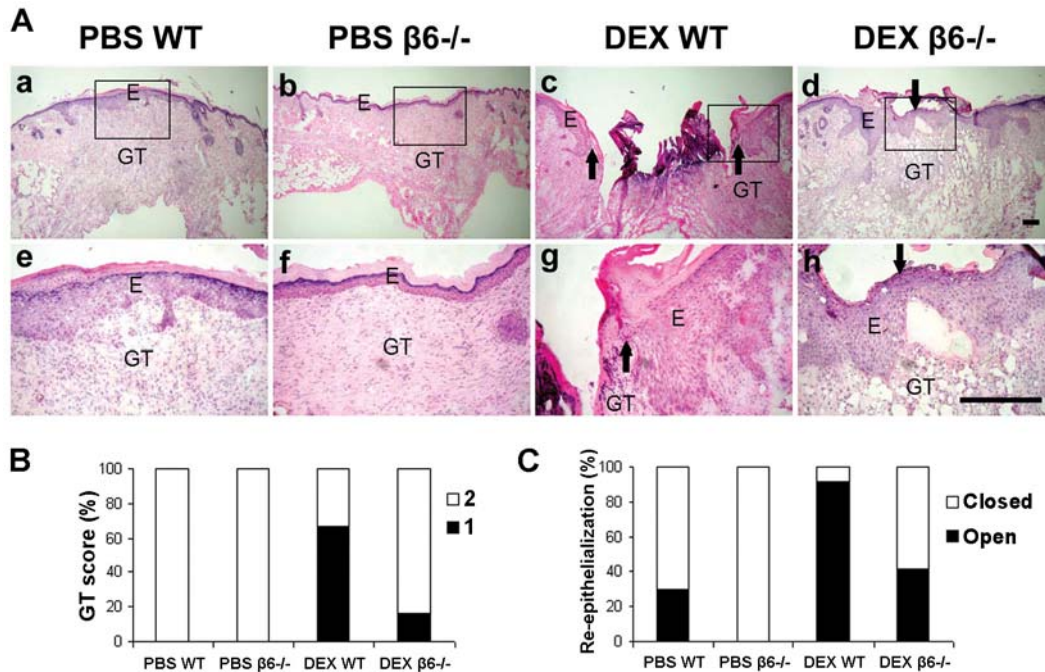 A
PBS WT
PBS β6-/-
DEX WT
DEX β6-/-
a
E
GT
b
E
GT
c
E
GT
d
E
GT
e
E
GT
f
E
GT
g
E
GT
h
E
GT
B
GT score (%)
100
80
60
40
20
0
PBS WT
PBS β6-/-
DEX WT
DEX β6-/-
2
1
C
Re-epithelialization (%)
100
80
60
40
20
0
PBS WT
PBS β6-/-
DEX WT
DEX β6-/-
Closed
Open